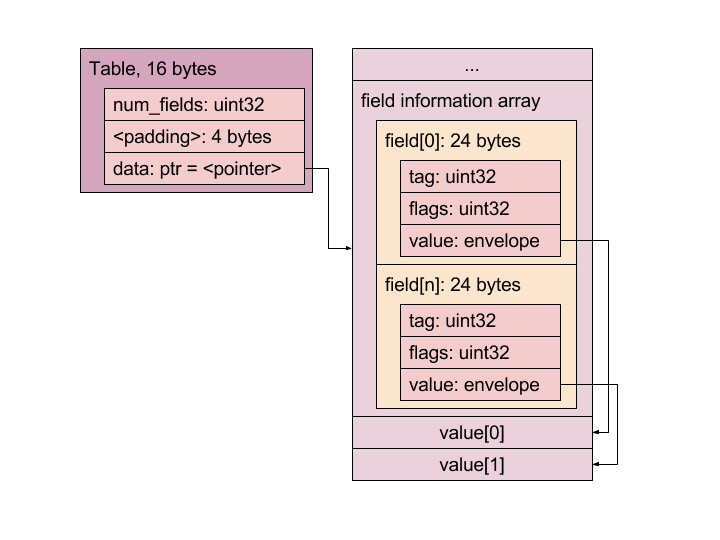 Table, 16 bytes
num_fields: uint32
<padding>: 4 bytes
data: ptr = <pointer>
...
field information array
field[0]: 24 bytes
tag: uint32
flags: uint32
value: envelope
field[n]: 24 bytes
tag: uint32
flags: uint32
value: envelope
value[0]
value[1]